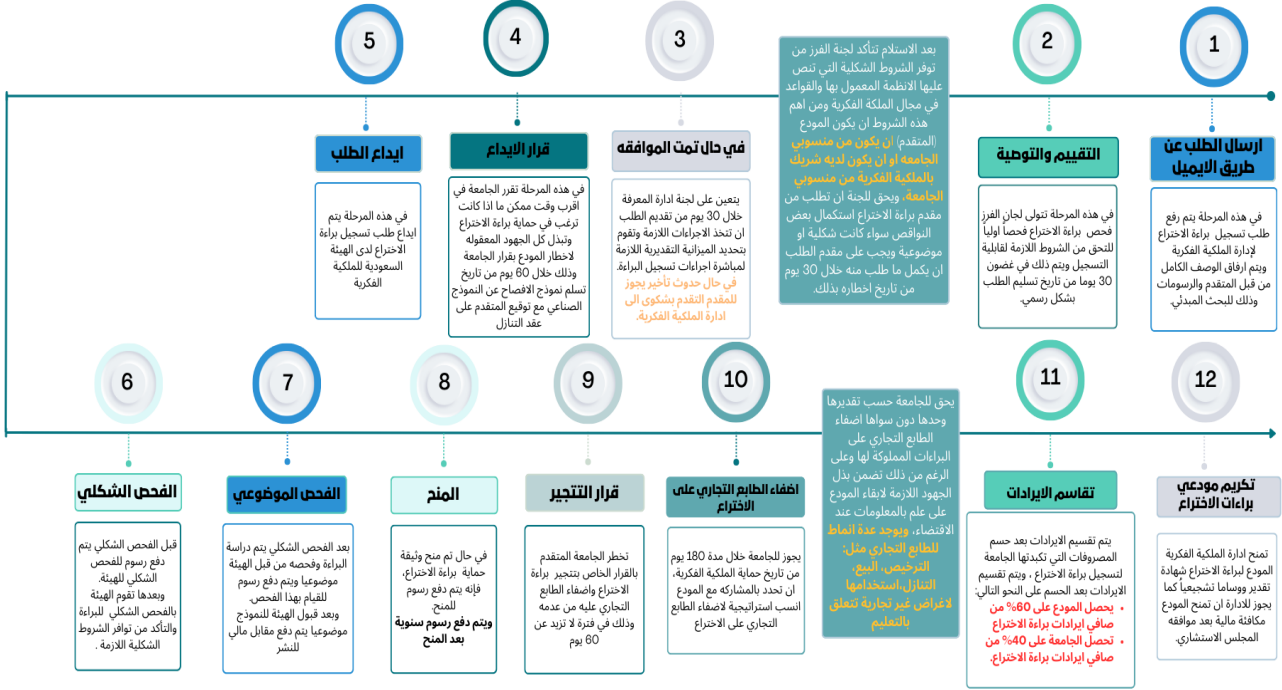 1
ارسال الطلب عن
طريق الايميل
في هذه المرحلة يتم رفع
طلب تسجيل براءة الاختراع
لإدارة الملكية الفكرية
ويتم ارفاق الوصف الكامل
من قبل المتقدم والرسومات
وذلك للبحث المبدئي.
2
التقييم والتوصية
في هذه المرحلة تتولى لجان الفرز
فحص براءة الاختراع فحصاً اولياً
للتحق من الشروط اللازمة لقابلية
التسجيل ويتم ذلك في غضون
30 يوما من تاريخ تسليم الطلب
بشكل رسمي.
بعد الاستلام تتأكد لجنة الفرز من
توفر الشروط الشكلية التي تنص
عليها الانظمة المعمول بها والقواعد
في مجال الملكة الفكرية ومن اهم
هذه الشروط ان يكون المودع
(المتقدم) ان يكون من منسوبي
الجامعه او ان يكون لديه شريك
بالملكية الفكرية من منسوبي
الجامعة، ويحق للجنة ان تطلب من
مقدم براءة الاختراع استكمال بعض
النواقص سواء كانت شكلية او
موضوعية ويجب على مقدم الطلب
ان يكمل ما طلب منه خلال 30 يوم
من تاريخ اخطاره بذلك.
3
في حال تمت الموافقه
يتعين على لجنة ادارة المعرفة
خلال 30 يوم من تقديم الطلب
ان تتخذ الاجراءات اللازمة وتقوم
بتحديد الميزانية التقديرية اللازمة
لمباشرة اجراءات تسجيل البراءة.
في حال حدوث تأخير يجوز
للمقدم التقدم بشكوى الى
ادارة الملكية الفكرية.
4
قرار الايداع
في هذه المرحلة تقرر الجامعة في
اقرب وقت ممكن ما اذا كانت
ترغب في حماية براءة الاختراع
وتبذل كل الجهود المعقوله
لاخطار المودع بقرار الجامعة
وذلك خلال 60 يوم من تاريخ
تسلم نموذج الافصاح عن النموذج
الصناعي مع توقيع المتقدم على
عقد التنازل
5
ايداع الطلب
في هذه المرحلة يتم
ايداع طلب تسجيل براءة
الاختراع لدى الهيئة
السعودية للملكية
الفكرية
6
الفحص الشكلي
قبل الفحص الشكلي يتم
دفع رسوم للفحص
الشكلي للهيئة.
وبعدها تقوم الهيئة
بالفحص الشكلي للبراءة
والتأكد من توافر الشروط
الشكلية اللازمة .
7
الفحص الموضوعي
بعد الفحص الشكلي يتم دراسة
البراءة وفحصه من قبل الهيئة
موضوعيا ويتم دفع رسوم
للقيام بهذا الفحص.
وبعد قبول الهيئة للنموذج
موضوعيا يتم دفع مقابل مالي
للنشر
8
المنح
في حال تم منح وثيقة
حماية براءة الاختراع،
فإنه يتم دفع رسوم
للمنح.
ويتم دفع رسوم سنوية
بعد المنح
9
قرار التتجير
تخطر الجامعة المتقدم
بالقرار الخاص بتتجير براءة
الاختراع واضفاء الطابع
التجاري عليه من عدمه
وذلك في فترة لا تزيد عن
60 يوم
10
اضفاء الطابع التجاري على
الاختراع
يجوز للجامعة خلال مدة 180 يوم
من تاريخ حماية الملكية الفكرية،
ان تحدد بالمشاركه مع المودع
انسب استراتيجية لاضفاء الطابع
التجاري على الاختراع
يحق للجامعة حسب تقديرها
وحدها دون سواها اضفاء
الطابع التجاري على
البراءات المملوكة لها وعلى
الرغم من ذلك تضمن بذل
الجهود اللازمة لابقاء المودع
على علم بالمعلومات عند
الاقتضاء، ويوجد عدة انماط
للطابع التجاري مثل:
الترخيص، البيع،
التنازل،استخدامها
لاغراض غير تجارية تتعلق
بالتعليم
11
تقاسم الايرادات
يتم تقسيم الايرادات بعد حسم
المصروفات التي تكبدتها الجامعة
لتسجيل براءة الاختراع ، ويتم تقسيم
الايرادات بعد الحسم على النحو التالي:
• يحصل المودع على 60% من
صافي ايرادات براءة الاختراع
• تحصل الجامعة على 40% من
صافي ايرادات براءة الاختراع.
12
تكريم مودعي
براءات الاختراع
تمنح ادارة الملكية الفكرية
المودع لبراءة الاختراع شهادة
تقدير ووساما تشجيعياً كما
يجوز للادارة ان تمنح المودع
مكافئة مالية بعد موافقه
المجلس الاستشاري.